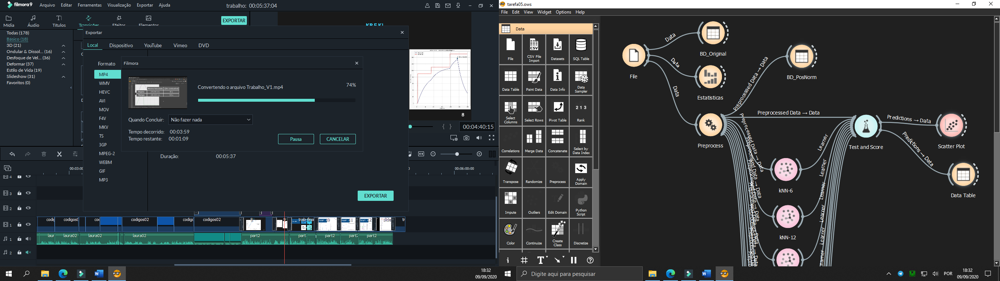 filmora9
Arquivo Editar Ferramentas Visualização Exportar Ajuda
trabalho: 00:05:37:04
Mídia Áudio Títulos Transições Efeitos Elementos
EXPORTAR
Todas (178)
Básico (18)
3D (21)
Ondular & Dissol... (16)
Desfoque de Vel... (36)
Deformar (37)
Estilo de Vida (19)
Slideshow (31)
Favoritos (0)
Exportar
Local Dispositivo YouTube Vimeo DVD
Formato
MP4
WMV
HEVC
AVI
MOV
F4V
MKV
TS
3GP
MPEG-2
WEBM
GIF
MP3
Filmora
Convertendo o arquivo Trabalho_V1.mp4
74%
Quando Concluir: Não fazer nada
Tempo decorrido: 00:03:59
Tempo restante: 00:01:09
Pausa
CANCELAR
Duração: 00:05:37
EXPORTAR
8
00:04:40:15
00:03:00
00:06:00:00
4
3
2
1
codig codigos0 co codigos02 codigo codigos02 8 9 trab-fina 10 11 12 slide tr
1
laur laura02 laura02 laura02 part2 part2 part2 part2 part2
2
18:32
09/09/2020
tarefa05.ows
File Edit View Widget Options Help
Data
File
CSV File Import
Datasets
SQL Table
Data Table
Paint Data
Data Info
Data Sampler
Select Columns
Select Rows
Pivot Table
2 1 3
Rank
Correlations
Merge Data
Concatenate
Select by Data Index
Transpose
Randomize
Preprocess
Apply Domain
Impute
Outliers
Edit Domain
Python Script
Color
Continuize
Create Class
Discretize
File
Data
Data
Data
BD_Original
Estatisticas
Preprocess
Preprocessed Data → Data
BD_PosNorm
Preprocessed Data → Data
Preprocessed Data → Data
Learner
Learner
Learner
kNN-6
kNN-12
Test and Score
Predictions → Data
Predictions → Data
Scatter Plot
Data Table
Digite aqui para pesquisar
POR
18:32
09/09/2020